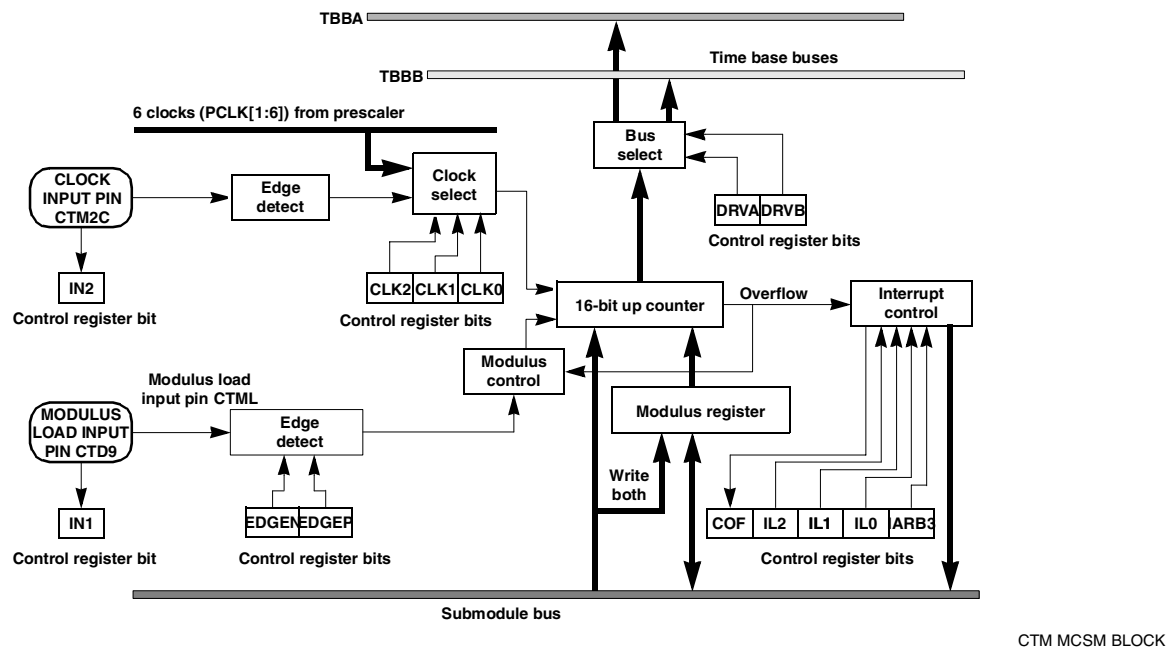 TBBA
Time base buses
TBBB
6 clocks (PCLK[1:6]) from prescaler
Bus
select
CLOCK
INPUT PIN
CTM2C
Edge
detect
Clock
select
DRVA DRVB
Control register bits
IN2
Control register bit
CLK2 CLK1 CLK0
Control register bits
16-bit up counter
Overflow
Interrupt
control
Modulus
control
Modulus load
input pin CTML
MODULUS
LOAD INPUT
PIN CTD9
Edge
detect
Modulus register
Write
both
IN1
Control register bit
EDGEN EDGEP
Control register bits
COF IL2 IL1 IL0 IARB3
Control register bits
Submodule bus
CTM MCSM BLOCK